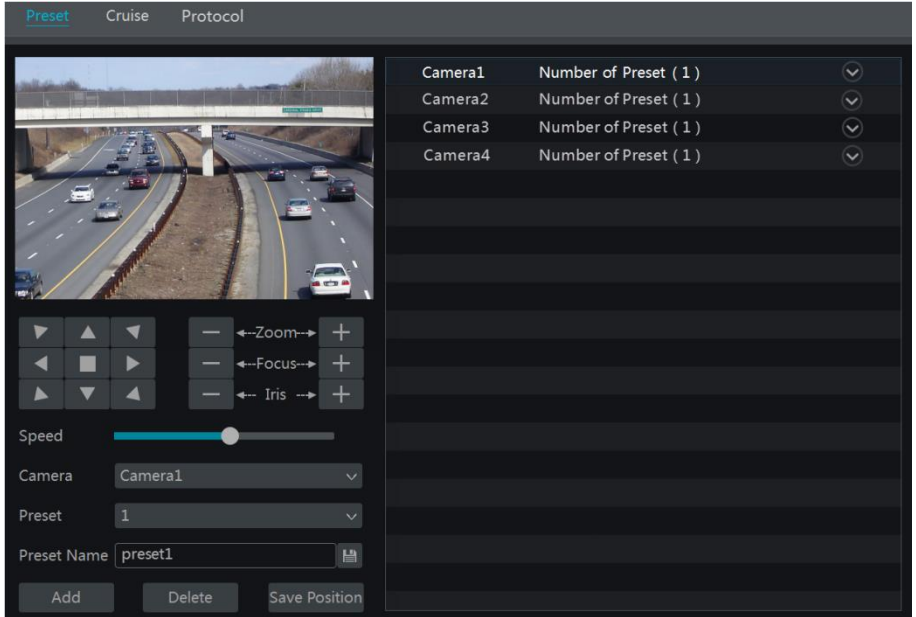 Preset Cruise Protocol
Camera1 Number of Preset ( 1 )
Camera2 Number of Preset ( 1 )
Camera3 Number of Preset ( 1 )
Camera4 Number of Preset ( 1 )
Zoom
Focus
Iris
Speed
Camera Camera1
Preset 1
Preset Name preset1
Add Delete Save Position